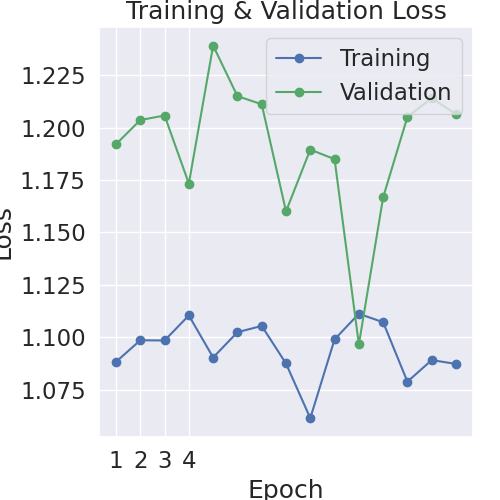 Training & Validation Loss
Training
Validation
1.225
1.200
1.175
1.150
1.125
1.100
1.075
Loss
1 2 3 4
Epoch